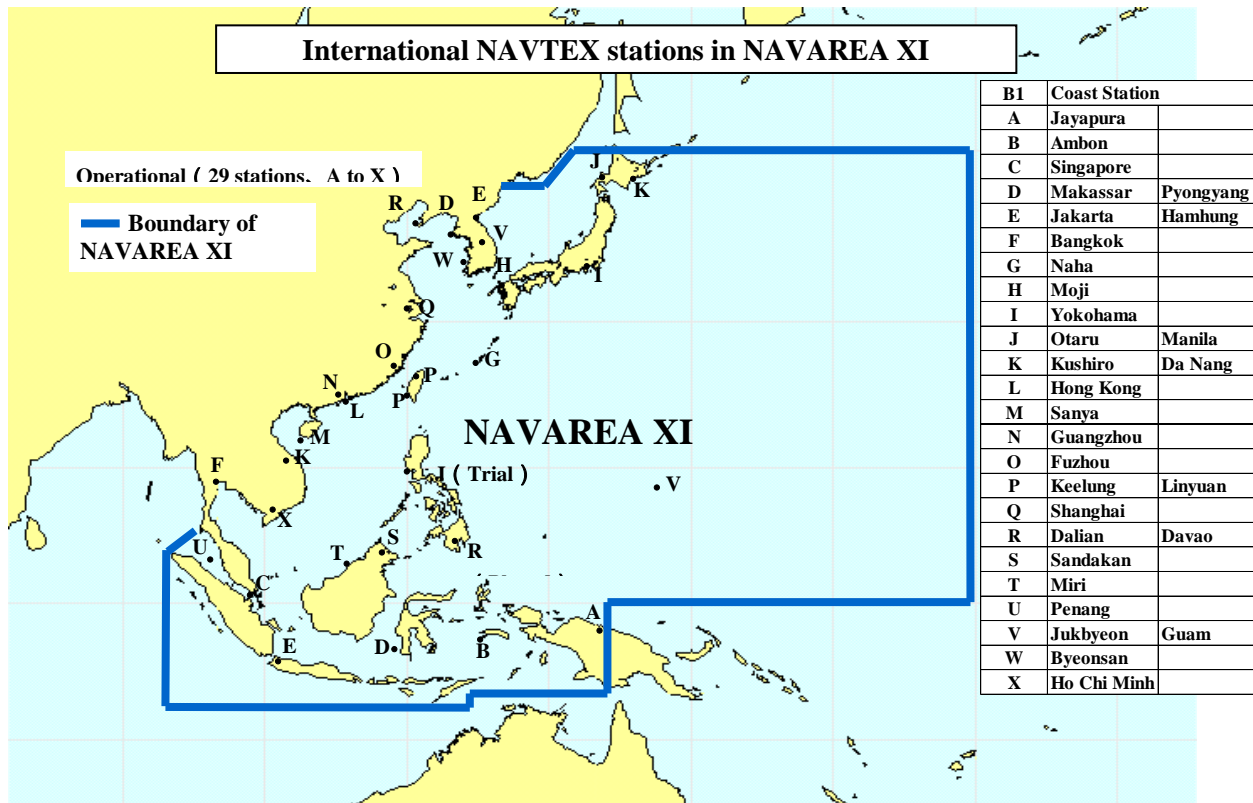 International NAVTEX stations in NAVAREA XI
Operational ( 29 stations、 A to X )
Boundary of
NAVAREA XI
B1 Coast Station
A Jayapura
B Ambon
C Singapore
D Makassar Pyongyang
E Jakarta Hamhung
F Bangkok
G Naha
H Moji
I Yokohama
J Otaru Manila
K Kushiro Da Nang
L Hong Kong
M Sanya
N Guangzhou
O Fuzhou
P Keelung Linyuan
Q Shanghai
R Dalian Davao
S Sandakan
T Miri
U Penang
V Jukbyeon Guam
W Byeonsan
X Ho Chi Minh
J
K
R
D
E
V
W
H
I
Q
O
G
P
N
P
L
M
NAVAREA XI
K
F
( Trial )
V
X
U
T
S
R
C
A
E
D
B